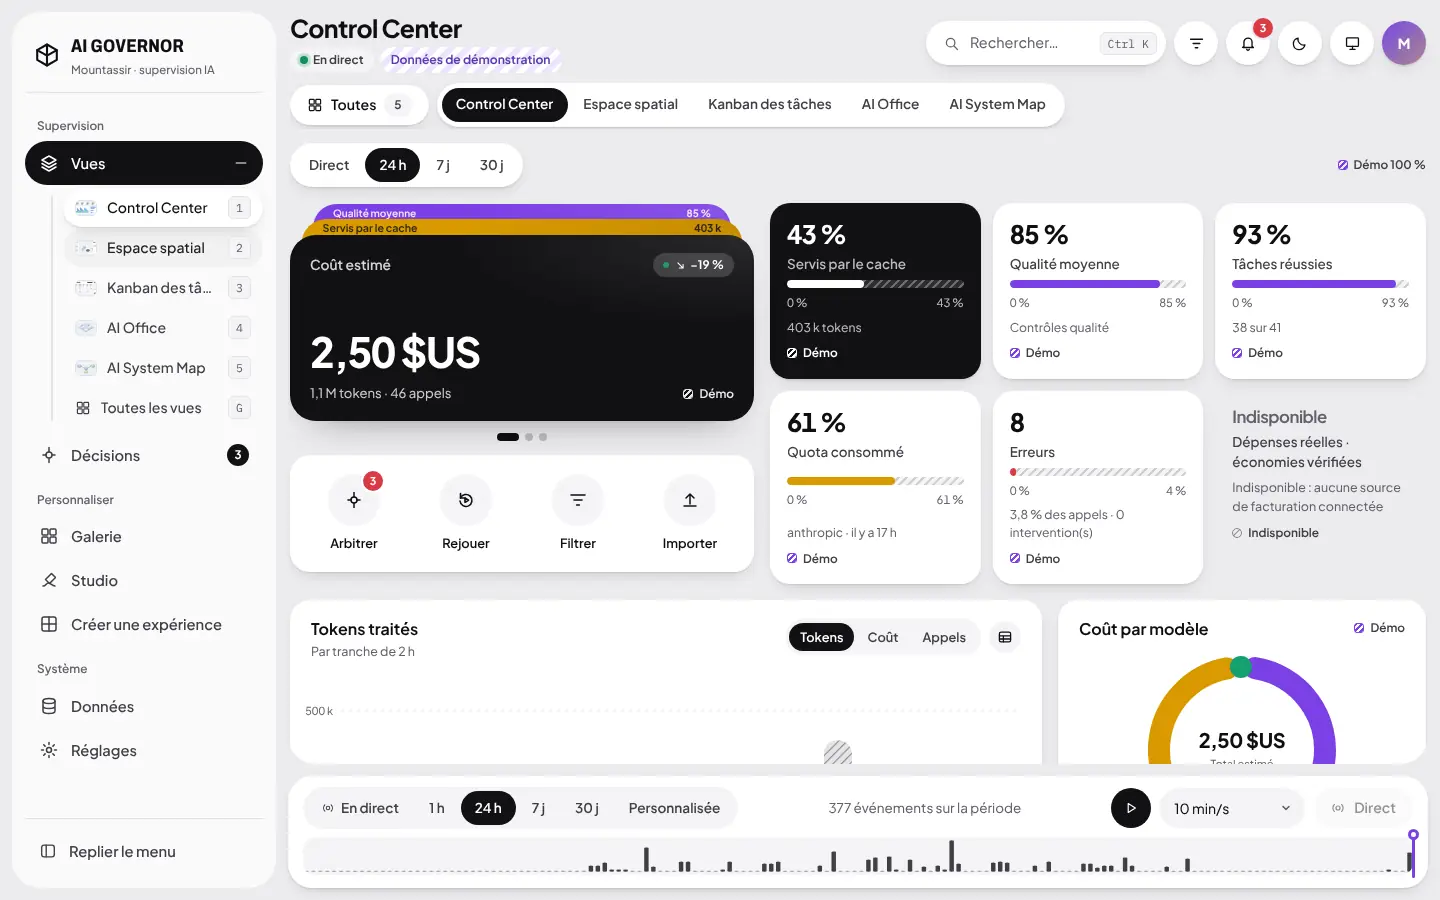 AI GOVERNOR
Mountassir · supervision IA
Supervision
Vues
Control Center 1
Espace spatial 2
Kanban des tâ... 3
AI Office 4
AI System Map 5
Toutes les vues G
Décisions 3
Personnaliser
Galerie
Studio
Créer une expérience
Système
Données
Réglages
Replier le menu
Control Center
En direct
Données de démonstration
Rechercher...
Ctrl K
3
M
Toutes 5
Control Center
Espace spatial
Kanban des tâches
AI Office
AI System Map
Direct
24 h
7 j
30 j
Démo 100 %
Qualité moyenne 85 %
Servis par le cache 403 k
Coût estimé
-19 %
2,50 $US
1,1 M tokens · 46 appels
Démo
3
Arbitrer
Rejouer
Filtrer
Importer
43 %
Servis par le cache
0 % 43 %
403 k tokens
Démo
85 %
Qualité moyenne
0 % 85 %
Contrôles qualité
Démo
93 %
Tâches réussies
0 % 93 %
38 sur 41
Démo
61 %
Quota consommé
0 % 61 %
anthropic · il y a 17 h
Démo
8
Erreurs
0 % 4 %
3,8 % des appels · 0
intervention(s)
Démo
Indisponible
Dépenses réelles ·
économies vérifiées
Indisponible : aucune source
de facturation connectée
Indisponible
Tokens traités
Par tranche de 2 h
Tokens
Coût
Appels
500 k
Coût par modèle
Démo
2,50 $US
Total estimé
En direct
1 h
24 h
7 j
30 j
Personnalisée
377 événements sur la période
10 min/s
Direct